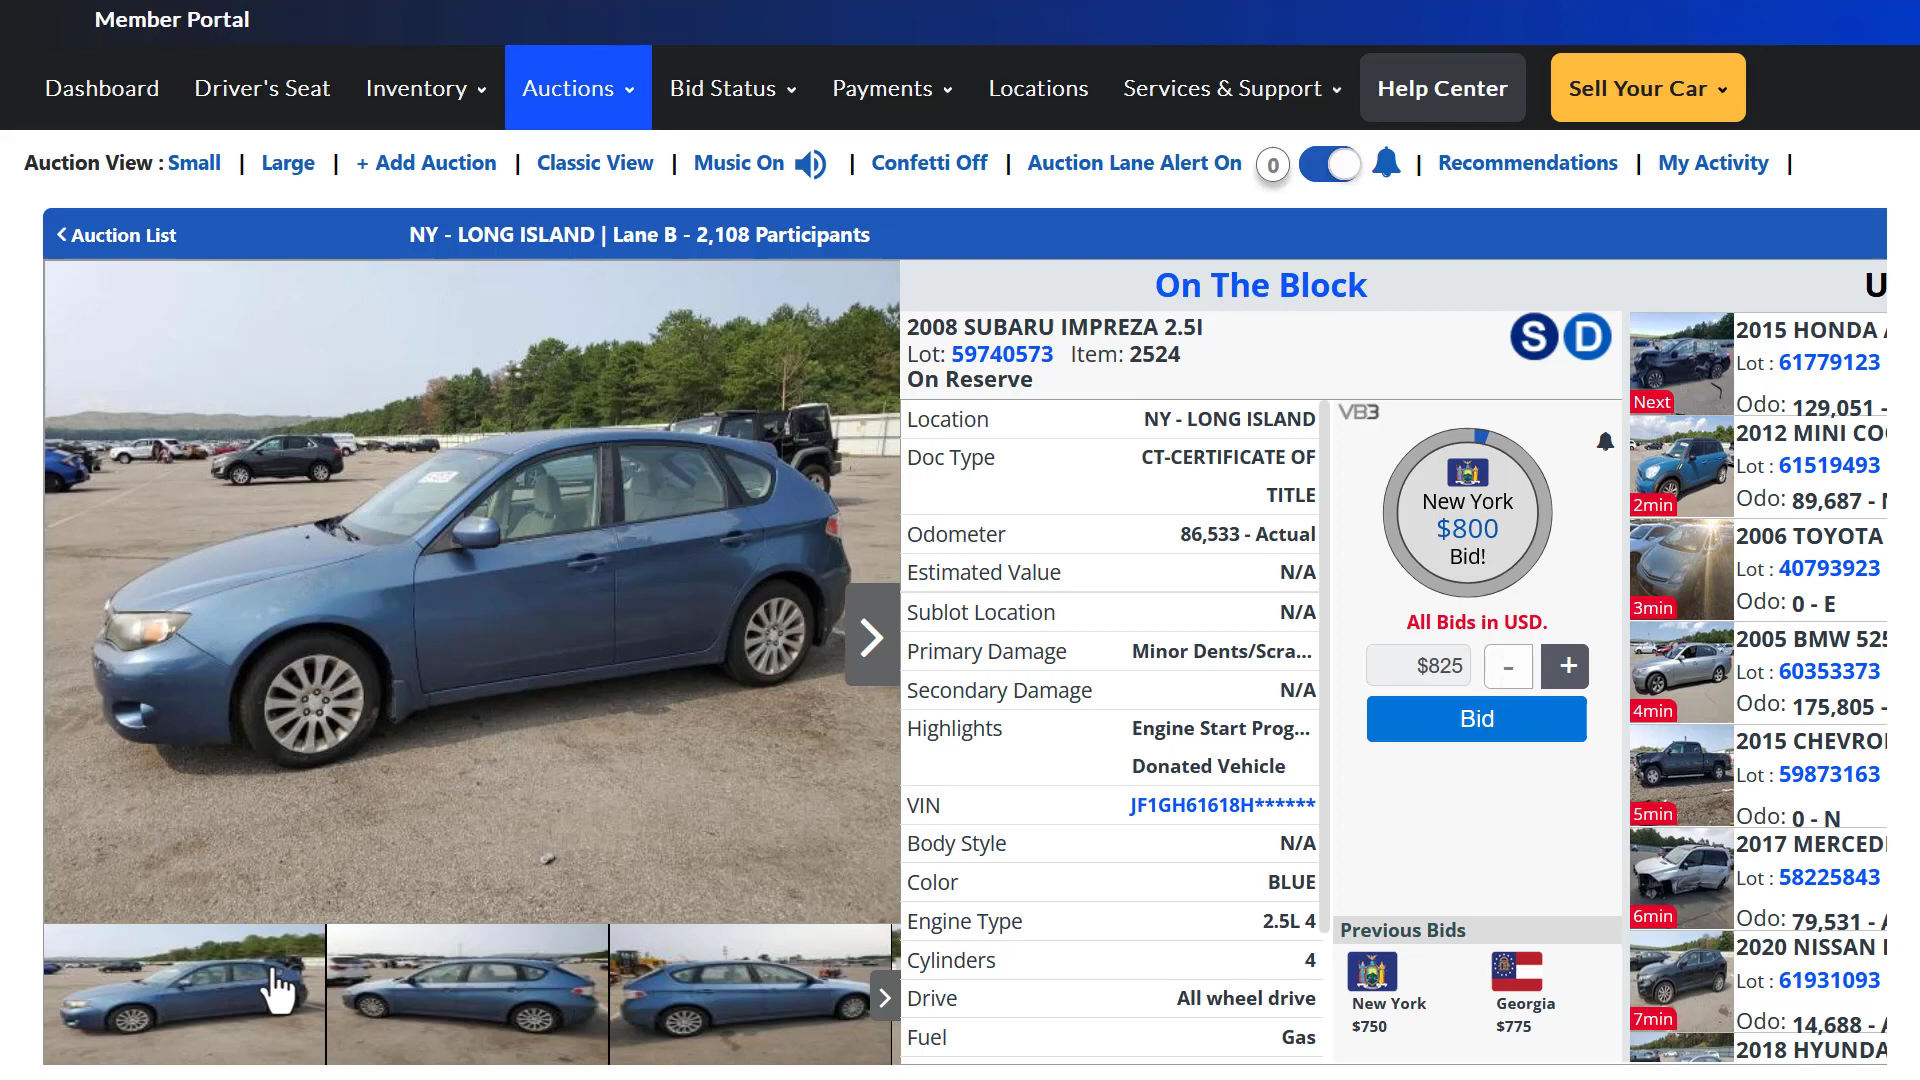 Member Portal
Dashboard Driver's Seat Inventory Auctions Bid Status Payments Locations Services & Support Help Center Sell Your Car
Auction View : Small | Large | + Add Auction | Classic View | Music On | Confetti Off | Auction Lane Alert On 0 | Recommendations | My Activity |
Auction List
NY - LONG ISLAND | Lane B - 2,108 Participants
On The Block
2008 SUBARU IMPREZA 2.5I
Lot: 59740573 Item: 2524
On Reserve
S D
Location NY - LONG ISLAND
Doc Type CT-CERTIFICATE OF
TITLE
Odometer 86,533 - Actual
Estimated Value N/A
Sublot Location N/A
Primary Damage Minor Dents/Scra...
Secondary Damage N/A
Highlights Engine Start Prog...
Donated Vehicle
VIN JF1GH61618H******
Body Style N/A
Color BLUE
Engine Type 2.5L 4
Cylinders 4
Drive All wheel drive
Fuel Gas
VB3
New York
$800
Bid!
All Bids in USD.
$825 - +
Bid
Previous Bids
New York
$750
Georgia
$775
U
2015 HONDA
Lot : 61779123
Odo: 129,051 -
Next
2012 MINI CO
Lot : 61519493
Odo: 89,687 -
2min
2006 TOYOTA
Lot : 40793923
Odo: 0 - E
3min
2005 BMW 525
Lot : 60353373
Odo: 175,805 -
4min
2015 CHEVRO
Lot : 59873163
Odo: 0 - N
5min
2017 MERCED
Lot : 58225843
Odo: 79,531 -
6min
2020 NISSAN
Lot : 61931093
Odo: 14,688 -
7min
2018 HYUNDA